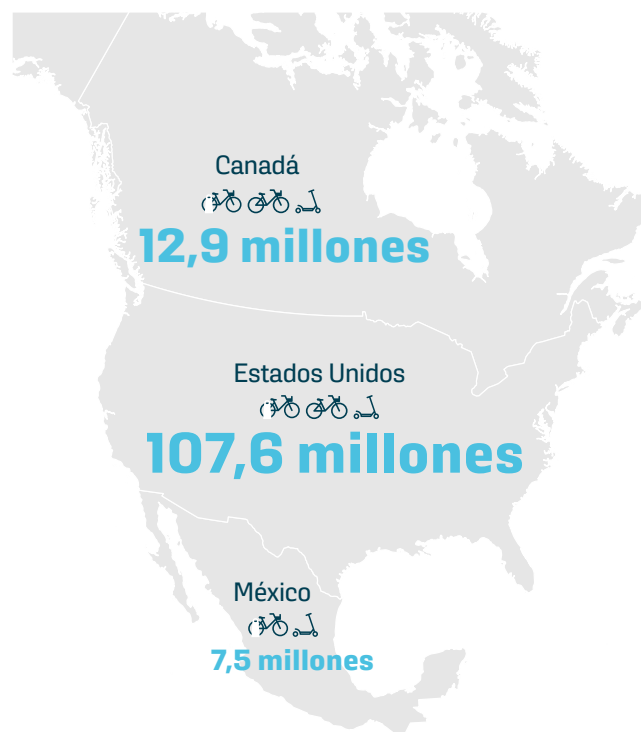 Canadá
12,9 millones
Estados Unidos
107,6 millones
México
7,5 millones